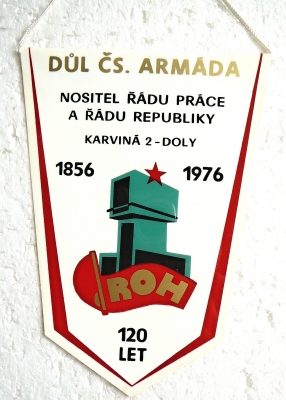 DŮL ČS. ARMÁDA
NOSITEL ŘÁDU PRÁCE
A ŘÁDU REPUBLIKY
KARVINÁ 2 - DOLY
1856 1976
ROH
120
LET